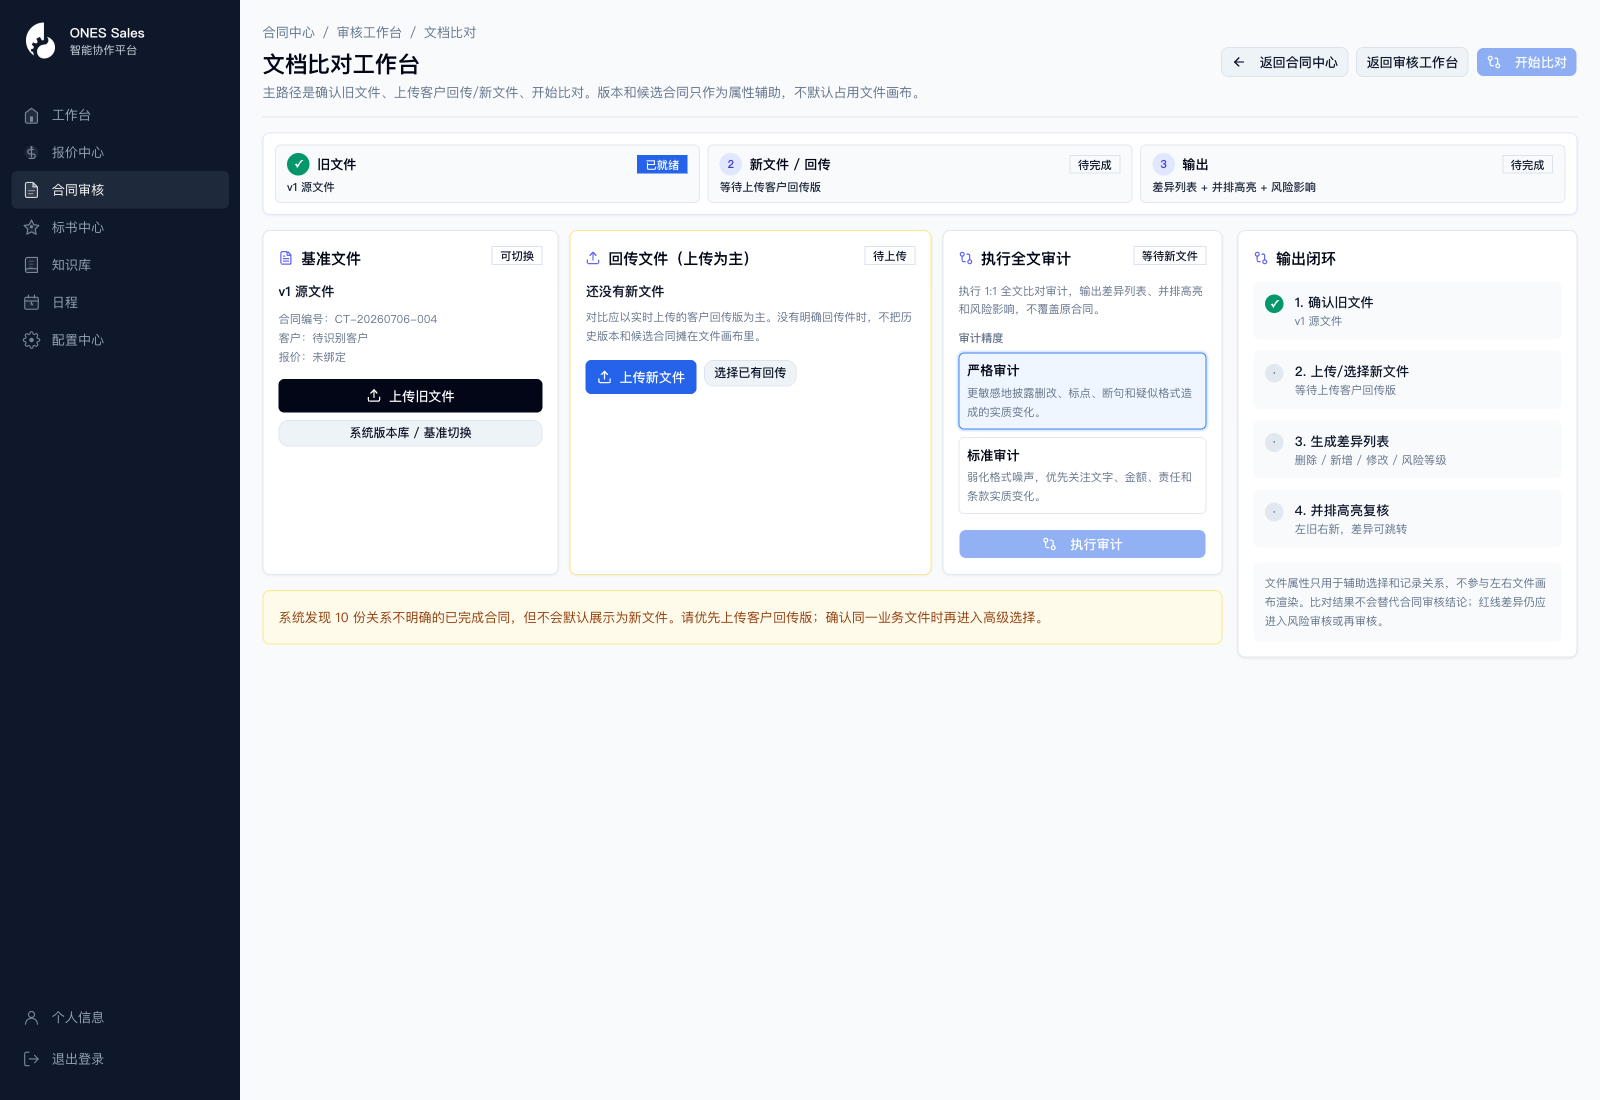 ONES Sales
智能协作平台
工作台
报价中心
合同审核
标书中心
知识库
日程
配置中心
个人信息
退出登录
合同中心 / 审核工作台 / 文档比对
文档比对工作台
主路径是确认旧文件、上传客户回传/新文件、开始比对。版本和候选合同只作为属性辅助，不默认占用文件画布。
返回合同中心
返回审核工作台
开始比对
旧文件
已就绪
v1 源文件
2
新文件 / 回传
待完成
等待上传客户回传版
3
输出
待完成
差异列表 + 并排高亮 + 风险影响
基准文件
可切换
v1 源文件
合同编号：CT-20260706-004
客户：待识别客户
报价：未绑定
上传旧文件
系统版本库 / 基准切换
回传文件（上传为主）
待上传
还没有新文件
对比应以实时上传的客户回传版为主。没有明确回传件时，不把历
史版本和候选合同摊在文件画布里。
上传新文件
选择已有回传
执行全文审计
等待新文件
执行 1:1 全文比对审计，输出差异列表、并排高亮
和风险影响，不覆盖原合同。
审计精度
严格审计
更敏感地披露删改、标点、断句和疑似格式造
成的实质变化。
标准审计
弱化格式噪声，优先关注文字、金额、责任和
条款实质变化。
执行审计
输出闭环
1. 确认旧文件
v1 源文件
2. 上传/选择新文件
等待上传客户回传版
3. 生成差异列表
删除 / 新增 / 修改 / 风险等级
4. 并排高亮复核
左旧右新，差异可跳转
文件属性只用于辅助选择和记录关系，不参与左右文件画
布渲染。比对结果不会替代合同审核结论；红线差异仍应
进入风险审核或再审核。
系统发现 10 份关系不明确的已完成合同，但不会默认展示为新文件。请优先上传客户回传版；确认同一业务文件时再进入高级选择。